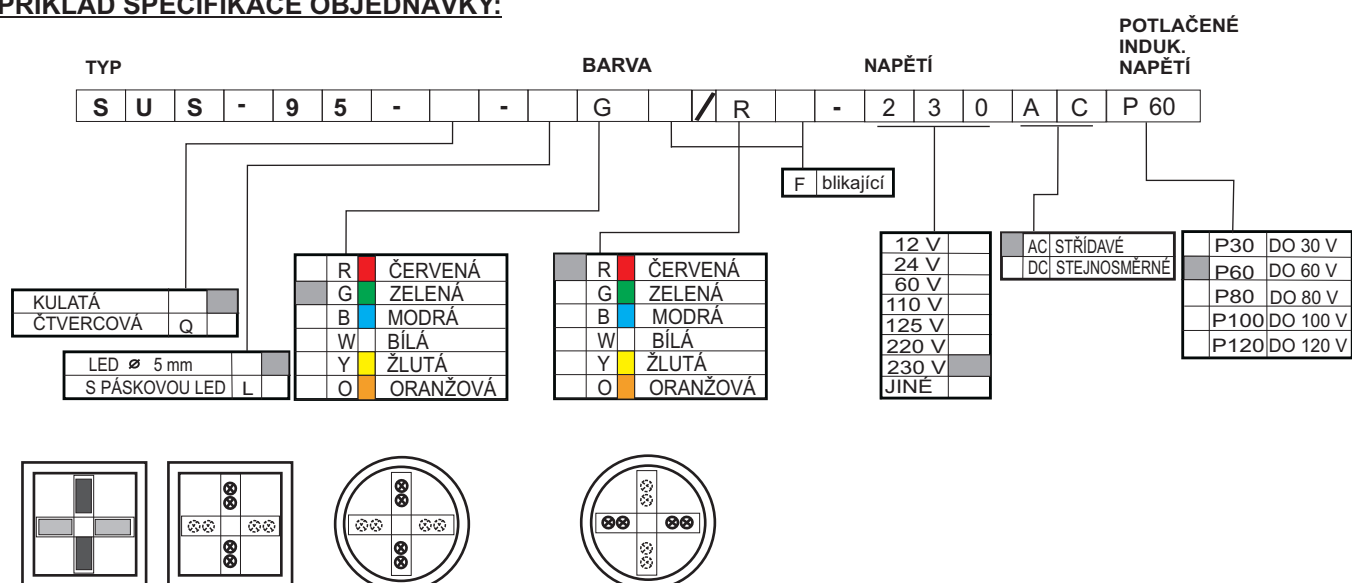 PŘÍKLAD SPECIFIKACE OBJEDNÁVKY:
POTLAČENÉ
INDUK.
NAPĚTÍ
TYP BARVA NAPĚTÍ
S U S - 9 5 - - G / R - 2 3 0 A C P 60
F blikající
KULATÁ
ČTVERCOVÁ Q
LED ø 5 mm
S PÁSKOVOU LED L
R ČERVENÁ
G ZELENÁ
B MODRÁ
W BÍLÁ
Y ŽLUTÁ
O ORANŽOVÁ
R ČERVENÁ
G ZELENÁ
B MODRÁ
W BÍLÁ
Y ŽLUTÁ
O ORANŽOVÁ
12 V
24 V
60 V
110 V
125 V
220 V
230 V
JINÉ
AC STŘÍDAVÉ
DC STEJNOSMĚRNÉ
P30 DO 30 V
P60 DO 60 V
P80 DO 80 V
P100 DO 100 V
P120 DO 120 V